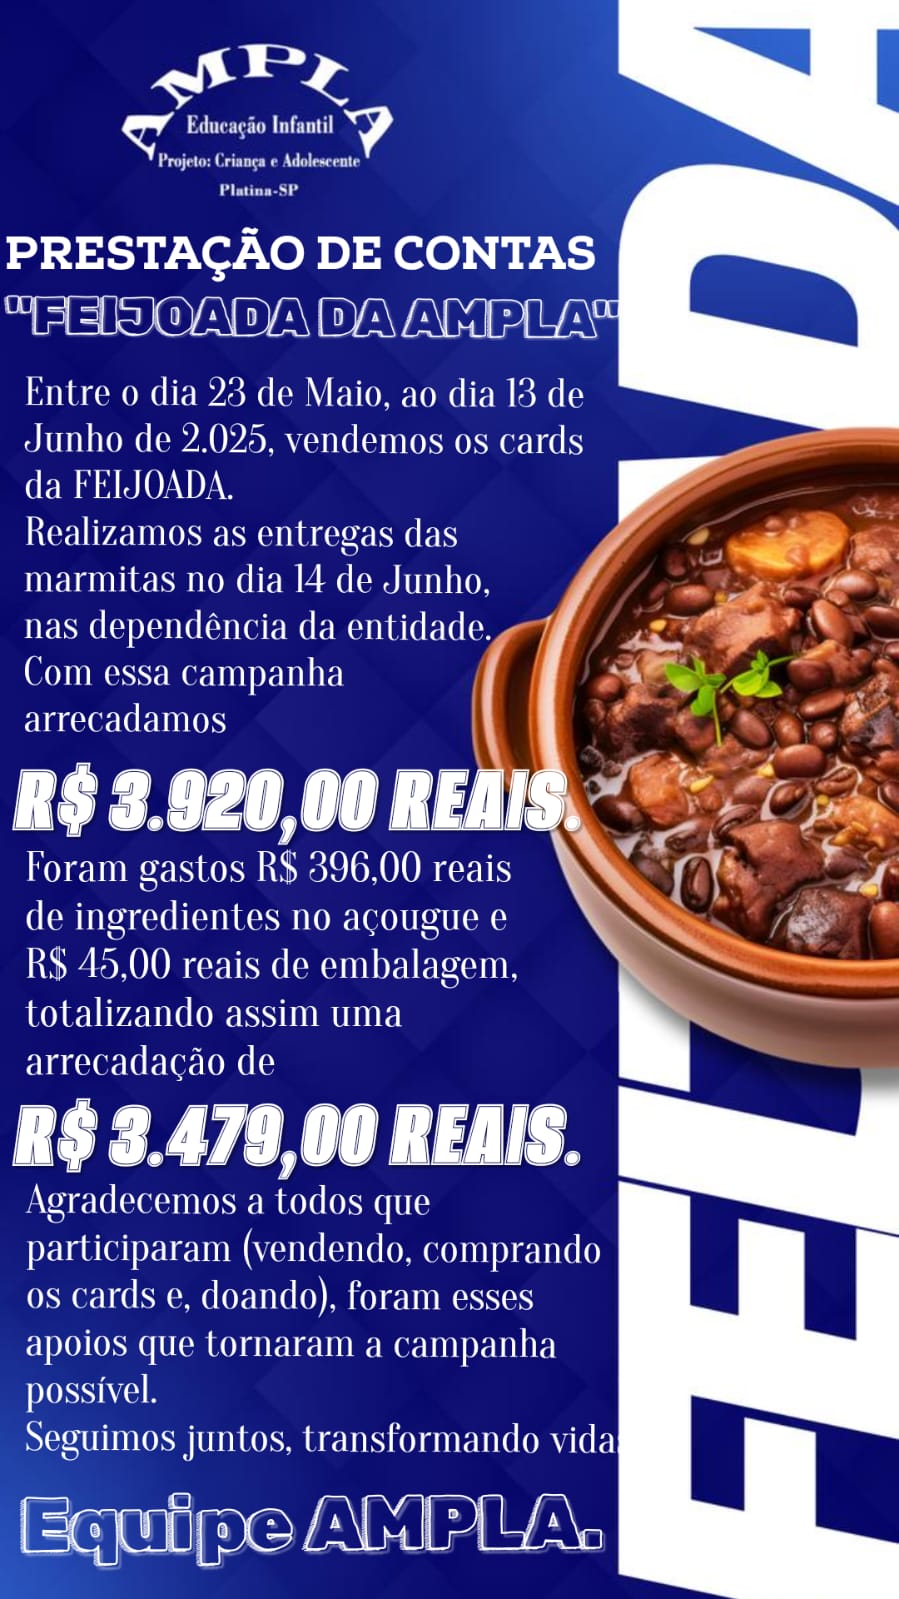 AMPLA
Educação Infantil
Projeto: Criança e Adolescente
Platina-SP
PRESTAÇÃO DE CONTAS
"FEIJOADA DA AMPLA"
Entre o dia 23 de Maio, ao dia 13 de
Junho de 2.025, vendemos os cards
da FEIJOADA.
Realizamos as entregas das
marmitas no dia 14 de Junho,
nas dependência da entidade.
Com essa campanha
arrecadamos
R$ 3.920,00 REAIS.
Foram gastos R$ 396,00 reais
de ingredientes no açougue e
R$ 45,00 reais de embalagem,
totalizando assim uma
arrecadação de
R$ 3.479,00 REAIS.
Agradecemos a todos que
participaram (vendendo, comprando
os cards e, doando), foram esses
apoios que tornaram a campanha
possível.
Seguimos juntos, transformando vidas
Equipe AMPLA.